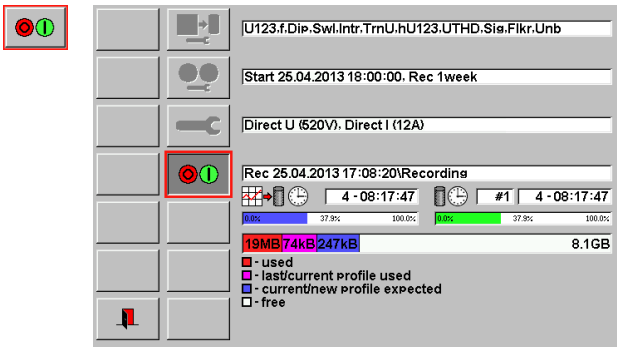 U123,f,Dip,Swl,Intr,TrnU,hU123,UTHD,Sig,Flkr,Unb
Start 25.04.2013 18:00:00, Rec 1week
Direct U (520V), Direct I (12A)
Rec 25.04.2013 17:08:20\Recording
4 - 08:17:47 #1 4 - 08:17:47
0.0% 37.9% 100.0% 0.0% 37.9% 100.0%
19MB 74kB 247kB 8.1GB
- used
- last/current profile used
- current/new profile expected
- free